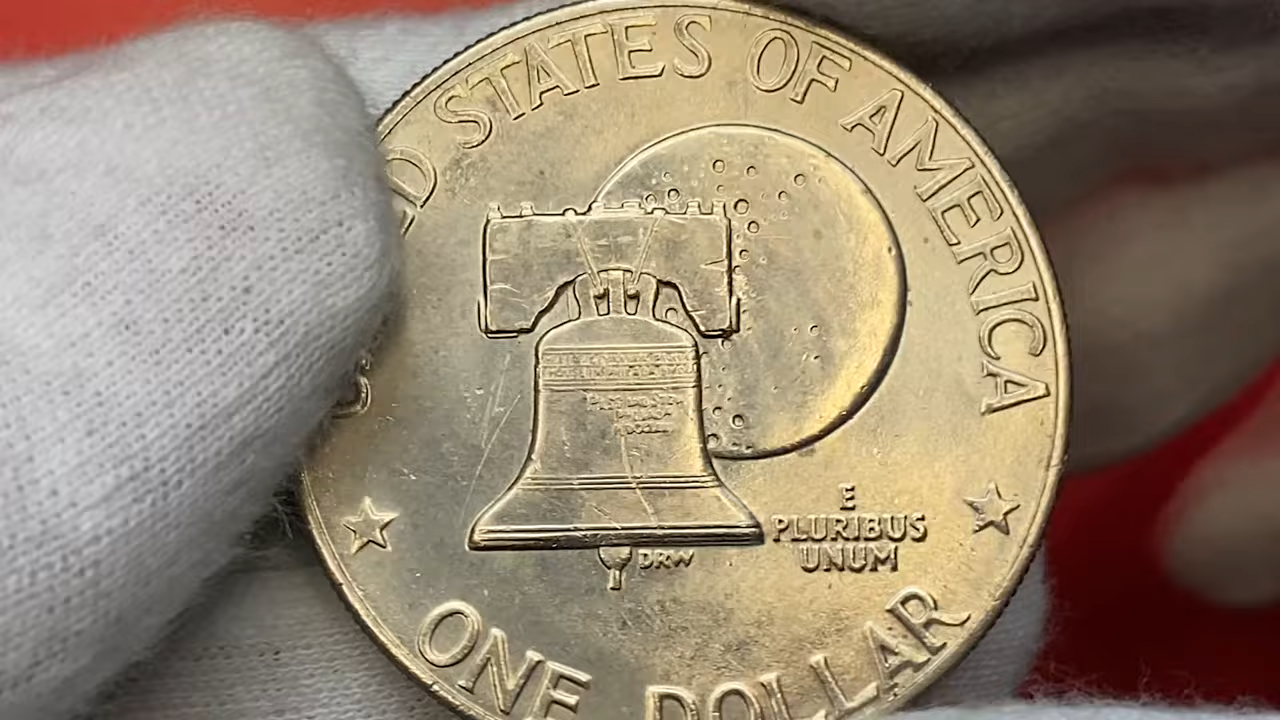 D STATES OF AMERICA
E
PLURIBUS
UNUM
DRW
ONE DOLLAR